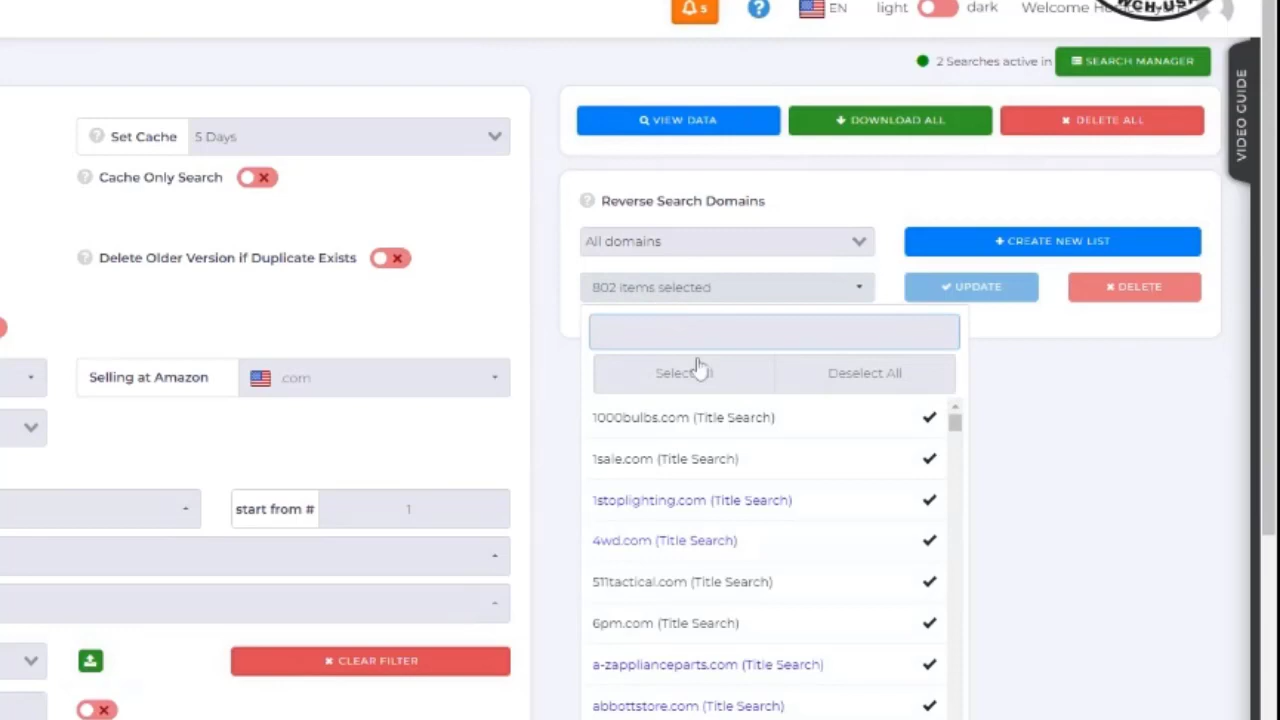 5
EN
light
dark
Welcome
WCH-USA
2 Searches active in
SEARCH MANAGER
VIDEO GUIDE
Set Cache
5 Days
VIEW DATA
DOWNLOAD ALL
DELETE ALL
Cache Only Search
Reverse Search Domains
All domains
CREATE NEW LIST
Delete Older Version if Duplicate Exists
802 items selected
UPDATE
DELETE
Selling at Amazon
.com
Select All
Deselect All
1000bulbs.com (Title Search)
1sale.com (Title Search)
1stoplighting.com (Title Search)
start from #
1
4wd.com (Title Search)
511tactical.com (Title Search)
6pm.com (Title Search)
CLEAR FILTER
a-zapplianceparts.com (Title Search)
abbottstore.com (Title Search)